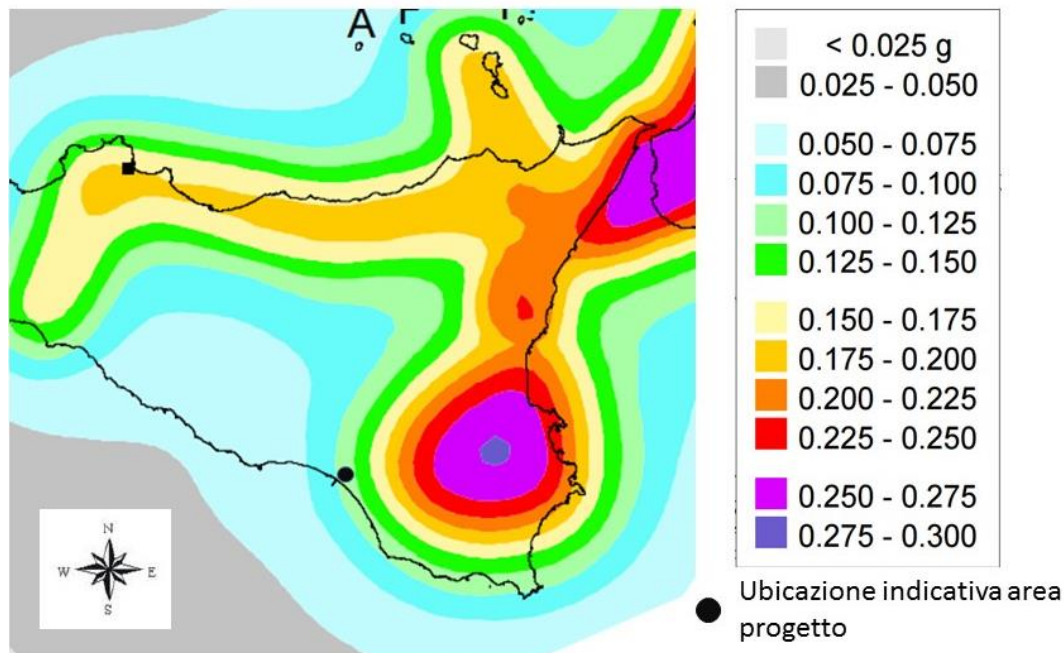 A
N
W
E
S
< 0.025 g
0.025 - 0.050
0.050 - 0.075
0.075 - 0.100
0.100 - 0.125
0.125 - 0.150
0.150 - 0.175
0.175 - 0.200
0.200 - 0.225
0.225 - 0.250
0.250 - 0.275
0.275 - 0.300
Ubicazione indicativa area
progetto